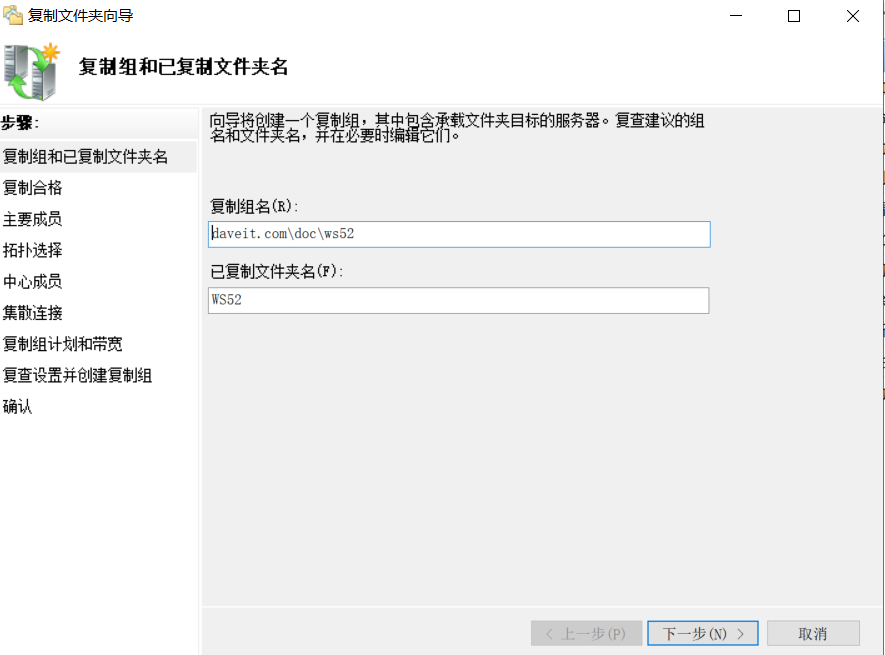 复制文件夹向导
复制组和已复制文件夹名
步骤:
复制组和已复制文件夹名
复制合格
主要成员
拓扑选择
中心成员
集散连接
复制组计划和带宽
复查设置并创建复制组
确认
向导将创建一个复制组，其中包含承载文件夹目标的服务器。复查建议的组
名和文件夹名，并在必要时编辑它们。
复制组名(R):
daveit.com\doc\ws52
已复制文件夹名(F):
WS52
< 上一步(P)
下一步(N) >
取消